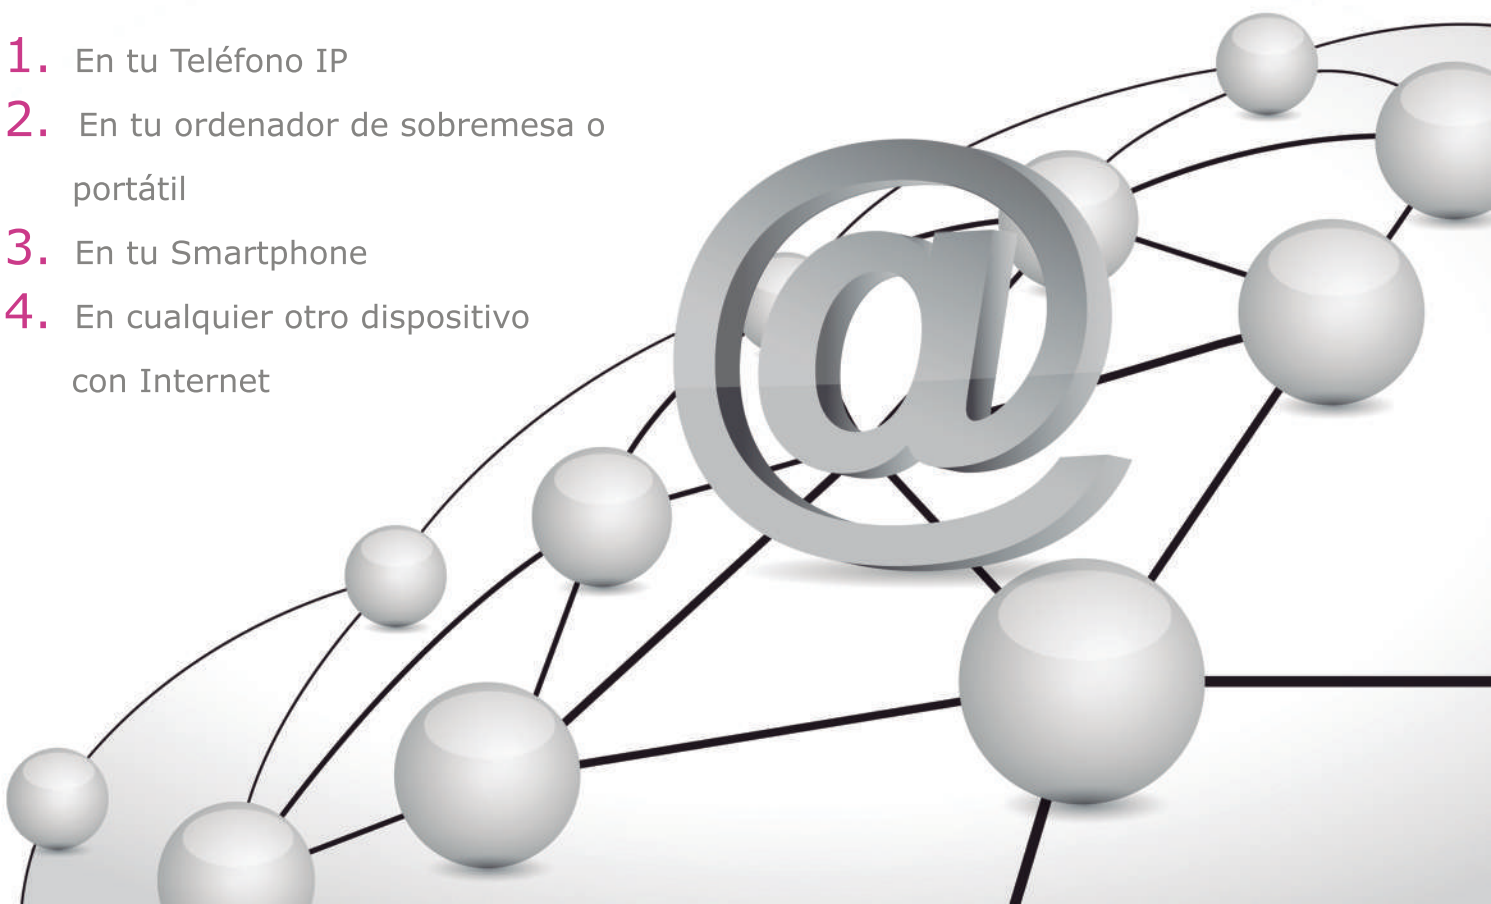 1. En tu Teléfono IP
2. En tu ordenador de sobremesa o
portátil
3. En tu Smartphone
4. En cualquier otro dispositivo
con Internet
@